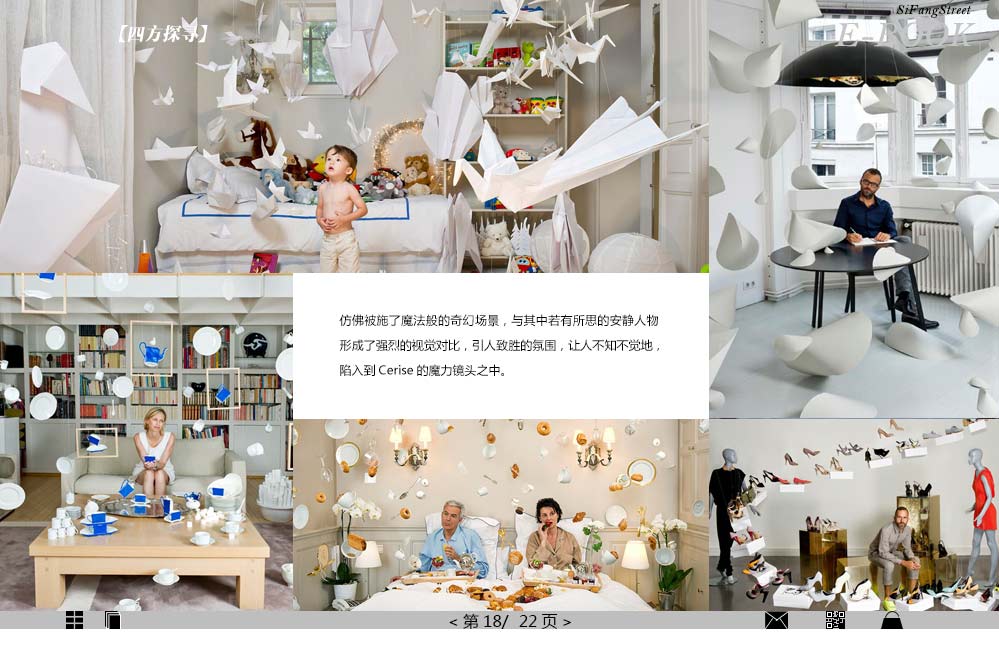 【四方探寻】
SiFangStreet
E-BOOK
仿佛被施了魔法般的奇幻场景，与其中若有所思的安静人物
形成了强烈的视觉对比，引人致胜的氛围，让人不知不觉地，
陷入到 Cerise 的魔力镜头之中。
< 第 18/ 22 页 >